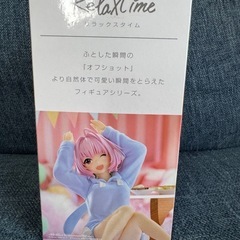 Relax Time
リラックスタイム
ふとした瞬間の
「オフショット」
より自然体で可愛い瞬間をとらえた
フィギュアシリーズ。